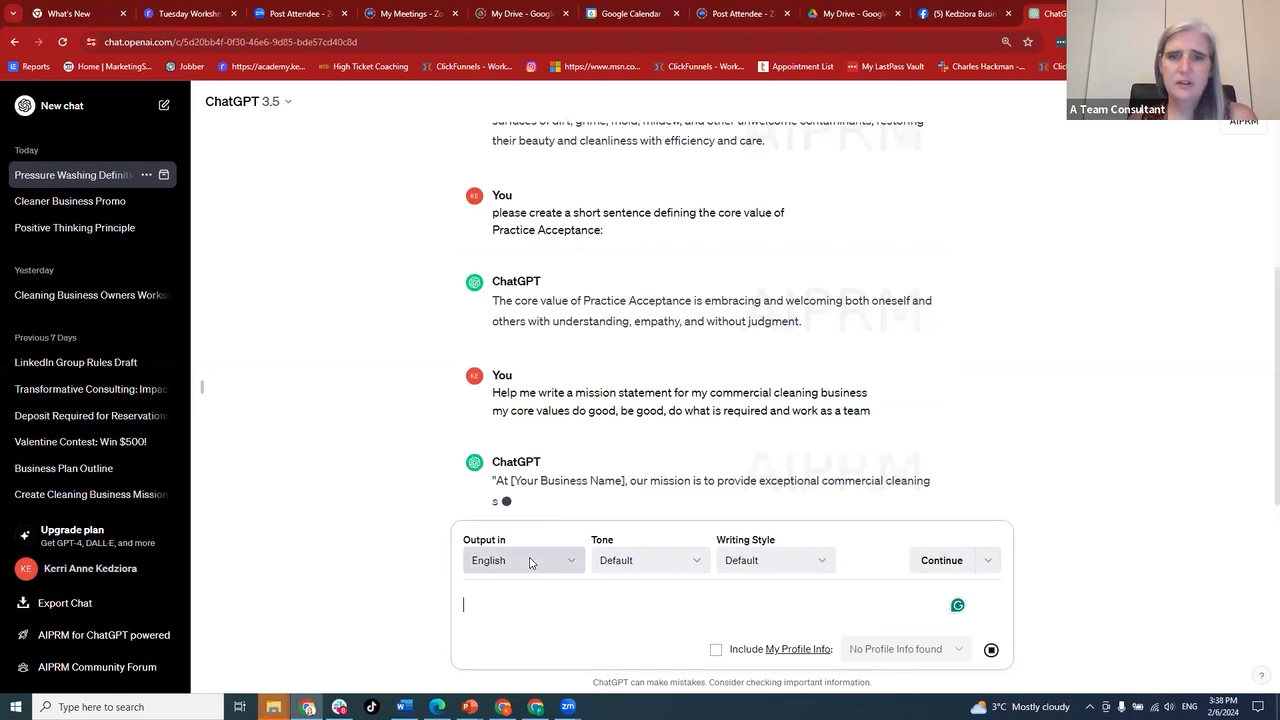 What's New
Tuesday Worksho
Post Attendee - Z
My Meetings - Zo
My Drive - Google
Google Calendar
Post Attendee - Z
My Drive - Google
(5) Kedziora Busin
ChatG
chat.openai.com/c/5d20bb4f-0f30-46e6-9d85-bde57cd40c8d
Reports
Home | MarketingS...
Jobber
https://academy.ke...
High Ticket Coaching
ClickFunnels - Work...
https://www.msn.co...
ClickFunnels - Work...
Appointment List
My LastPass Vault
Charles Hackman -...
Click
A Team Consultant
New chat
Today
Pressure Washing Definiti
Cleaner Business Promo
Positive Thinking Principle
Yesterday
Cleaning Business Owners Works
Previous 7 Days
LinkedIn Group Rules Draft
Transformative Consulting: Impac
Deposit Required for Reservation
Valentine Contest: Win $500!
Business Plan Outline
Create Cleaning Business Mission
Upgrade plan
Get GPT-4, DALL·E, and more
KE
Kerri Anne Kedziora
Export Chat
AIPRM for ChatGPT powered
AIPRM Community Forum
ChatGPT 3.5
AIPRM
surfaces of dirt, grime, mold, mildew, and other unwelcome contaminants, restoring
their beauty and cleanliness with efficiency and care.
AIPRM
KE
You
please create a short sentence defining the core value of
Practice Acceptance:
ChatGPT
The core value of Practice Acceptance is embracing and welcoming both oneself and
others with understanding, empathy, and without judgment.
AIPRM
KE
You
Help me write a mission statement for my commercial cleaning business
my core values do good, be good, do what is required and work as a team
ChatGPT
"At [Your Business Name], our mission is to provide exceptional commercial cleaning
s
AIPRM
Output in
Tone
Writing Style
English
Default
Default
Continue
Include My Profile Info:
No Profile Info found
ChatGPT can make mistakes. Consider checking important information.
?
Type here to search
3°C Mostly cloudy
ENG
3:38 PM
2/6/2024